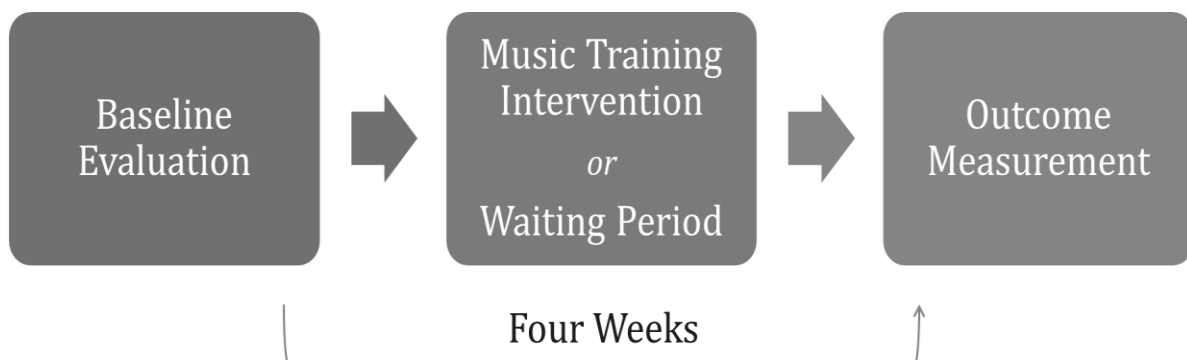 Baseline
Evaluation
Music Training
Intervention
or
Waiting Period
Outcome
Measurement
Four Weeks